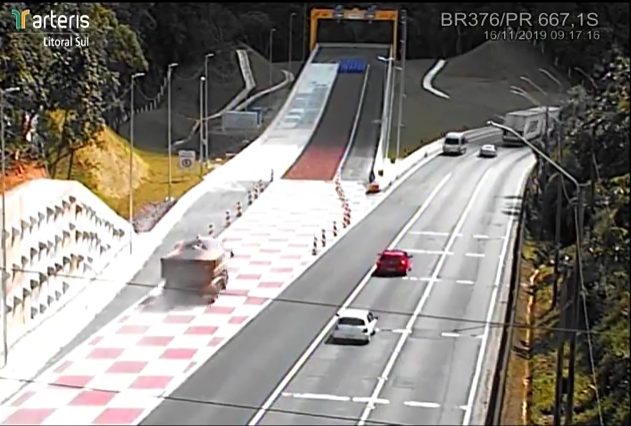 arteris
Litoral Sul
BR376/PR 667,1S
16/11/2019 09:17:16